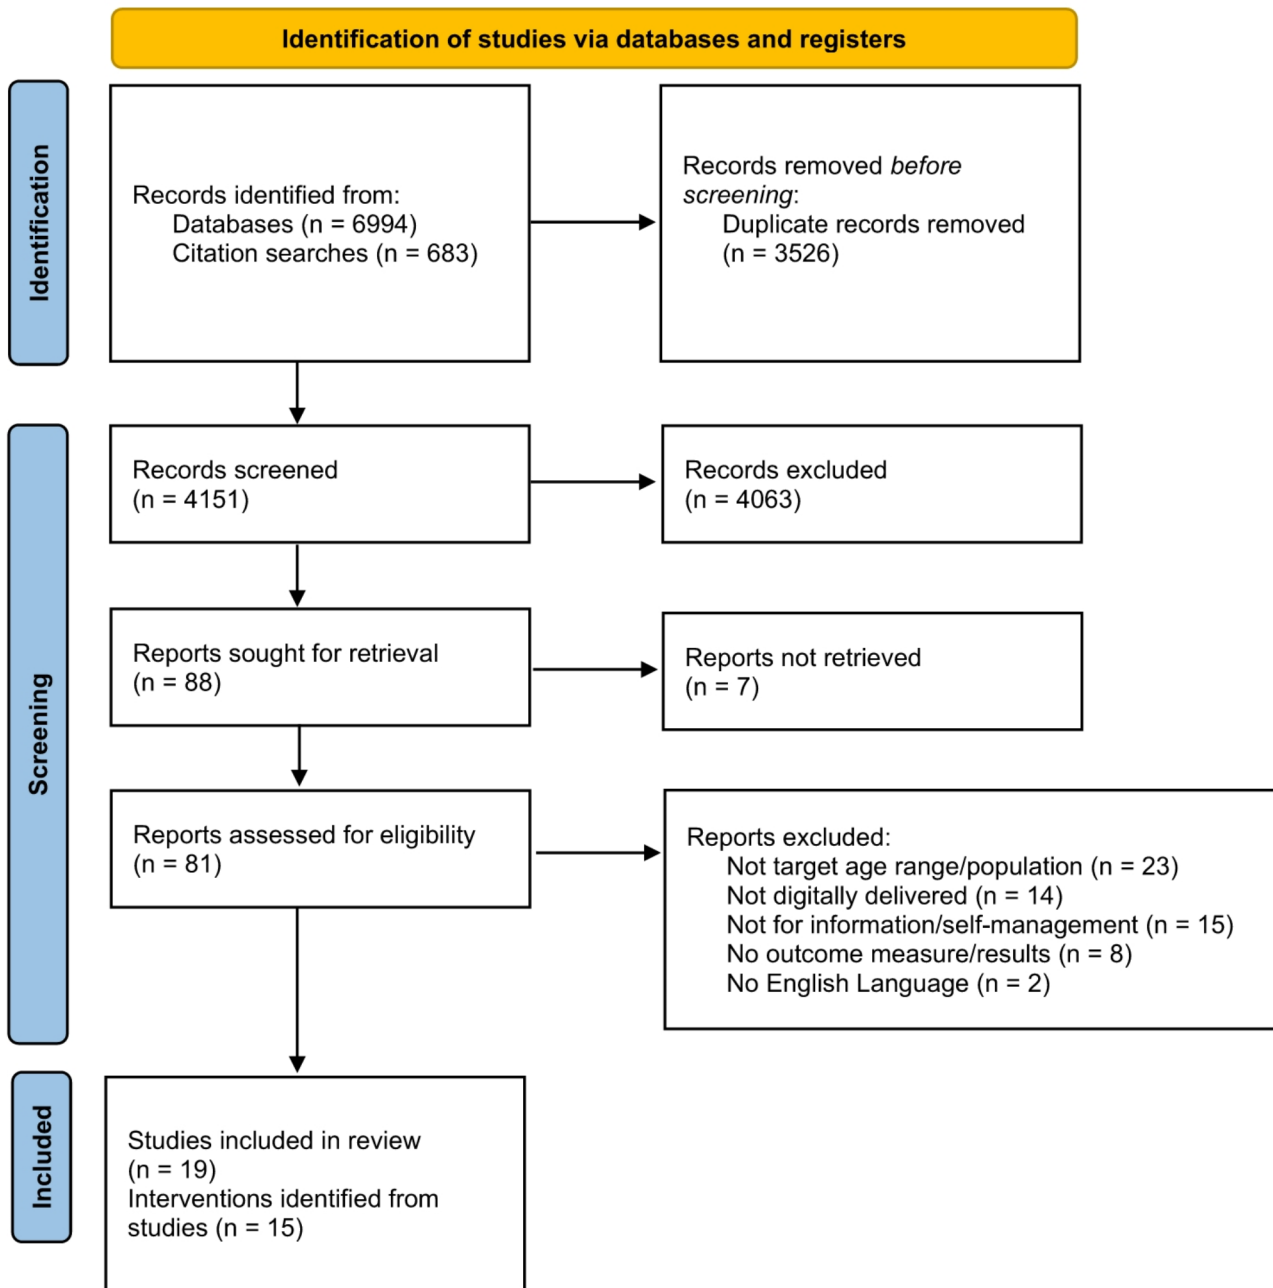 Identification of studies via databases and registers
Identification
Records identified from:
Databases (n = 6994)
Citation searches (n = 683)
Records removed before
screening:
Duplicate records removed
(n = 3526)
Screening
Records screened
(n = 4151)
Records excluded
(n = 4063)
Reports sought for retrieval
(n = 88)
Reports not retrieved
(n = 7)
Reports assessed for eligibility
(n = 81)
Reports excluded:
Not target age range/population (n = 23)
Not digitally delivered (n = 14)
Not for information/self-management (n = 15)
No outcome measure/results (n = 8)
No English Language (n = 2)
Included
Studies included in review
(n = 19)
Interventions identified from
studies (n = 15)